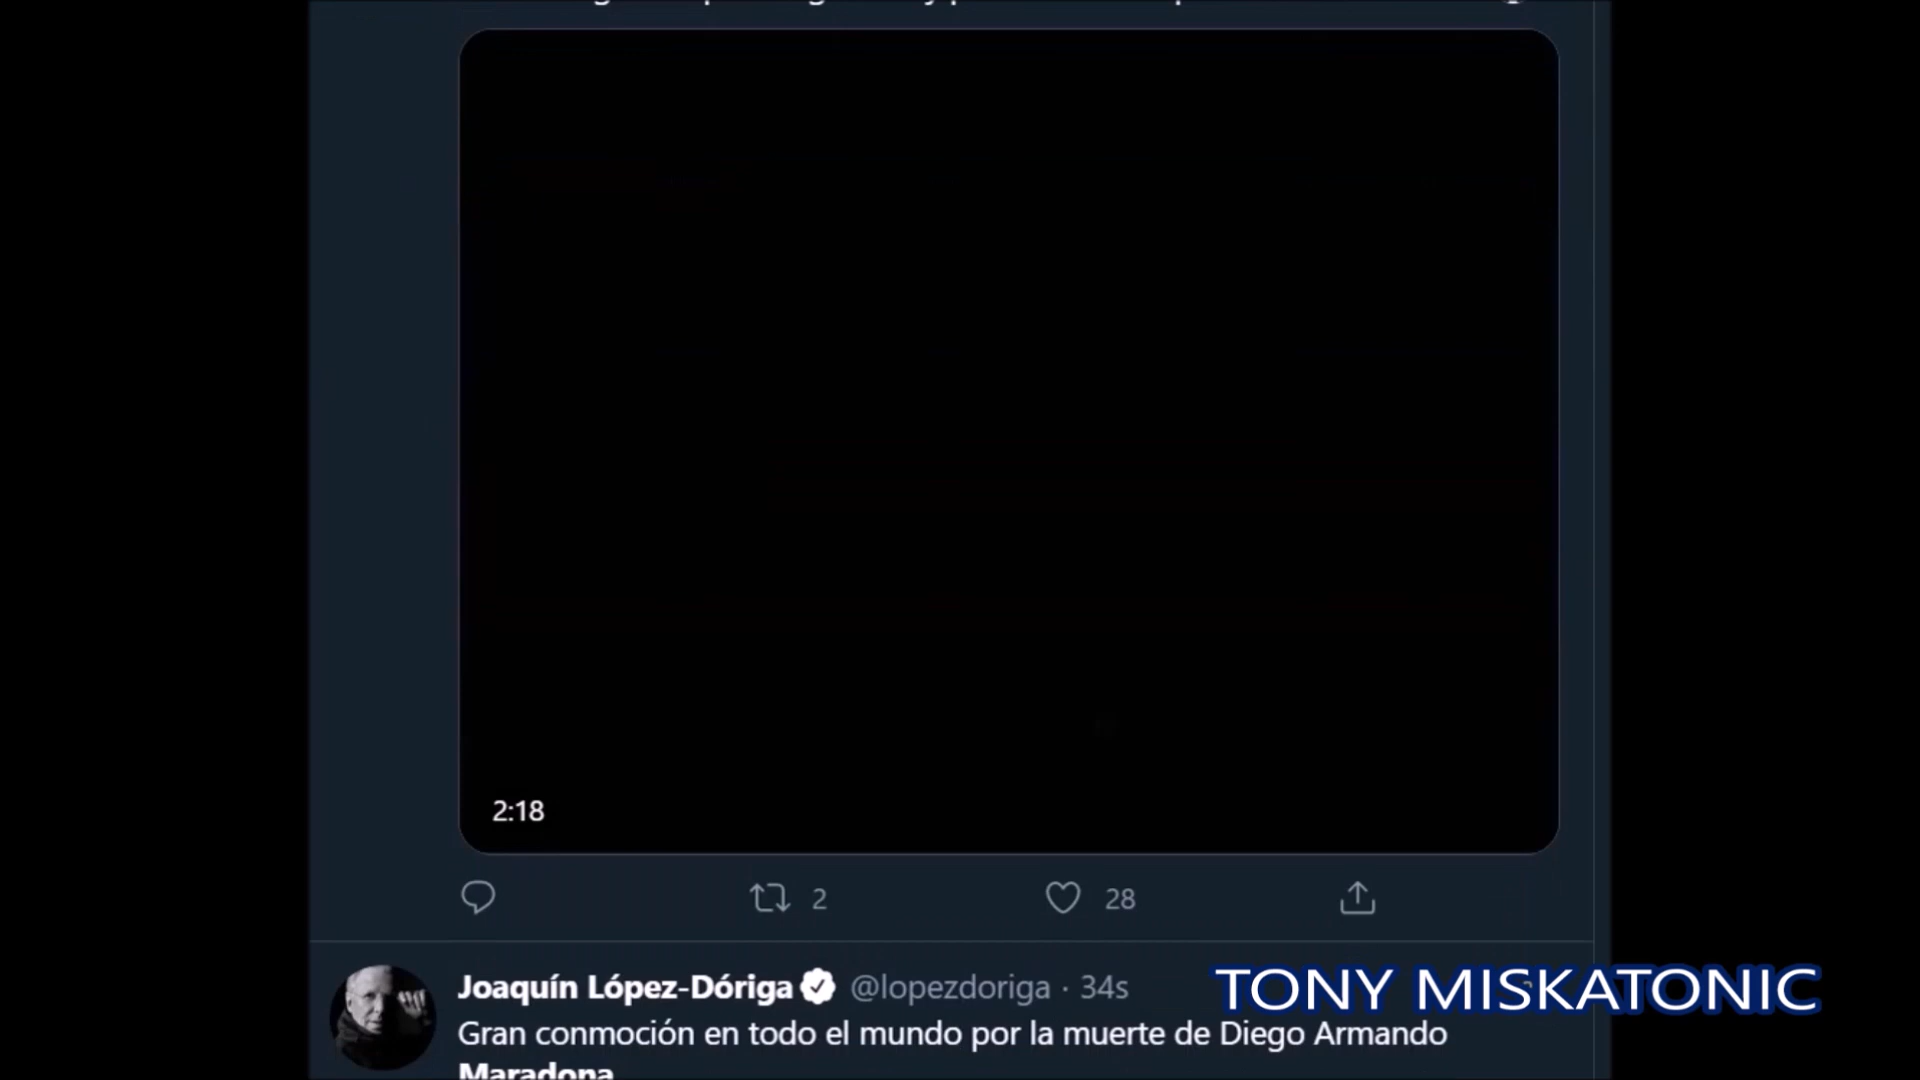 2:18
2
28
Joaquín López-Dóriga @lopezdoriga · 34s
TONY MISKATONIC
Gran conmoción en todo el mundo por la muerte de Diego Armando
Maradona